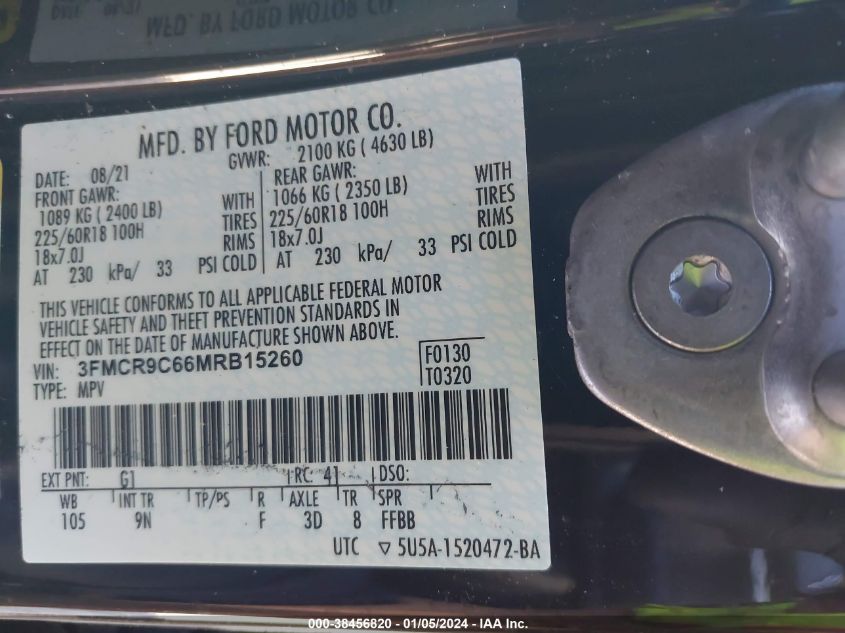 MFD. BY FORD MOTOR CO.
DATE: 08/21 GVWR: 2100 KG ( 4630 LB)
FRONT GAWR: REAR GAWR:
1089 KG ( 2400 LB) WITH 1066 KG ( 2350 LB) WITH
225/60R18 100H TIRES 225/60R18 100H TIRES
18x7.0J RIMS 18x7.0J RIMS
AT 230 kPa/ 33 PSI COLD AT 230 kPa/ 33 PSI COLD
THIS VEHICLE CONFORMS TO ALL APPLICABLE FEDERAL MOTOR
VEHICLE SAFETY AND THEFT PREVENTION STANDARDS IN
EFFECT ON THE DATE OF MANUFACTURE SHOWN ABOVE.
VIN: 3FMCR9C66MRB15260 F0130
TYPE: MPV T0320
EXT PNT: G1 RC: 41 DSO:
WB INT TR TP/PS R AXLE TR SPR
105 9N F 3D 8 FFBB
UTC ▽ 5U5A-1520472-BA
000-38456820 - 01/05/2024 - IAA Inc.